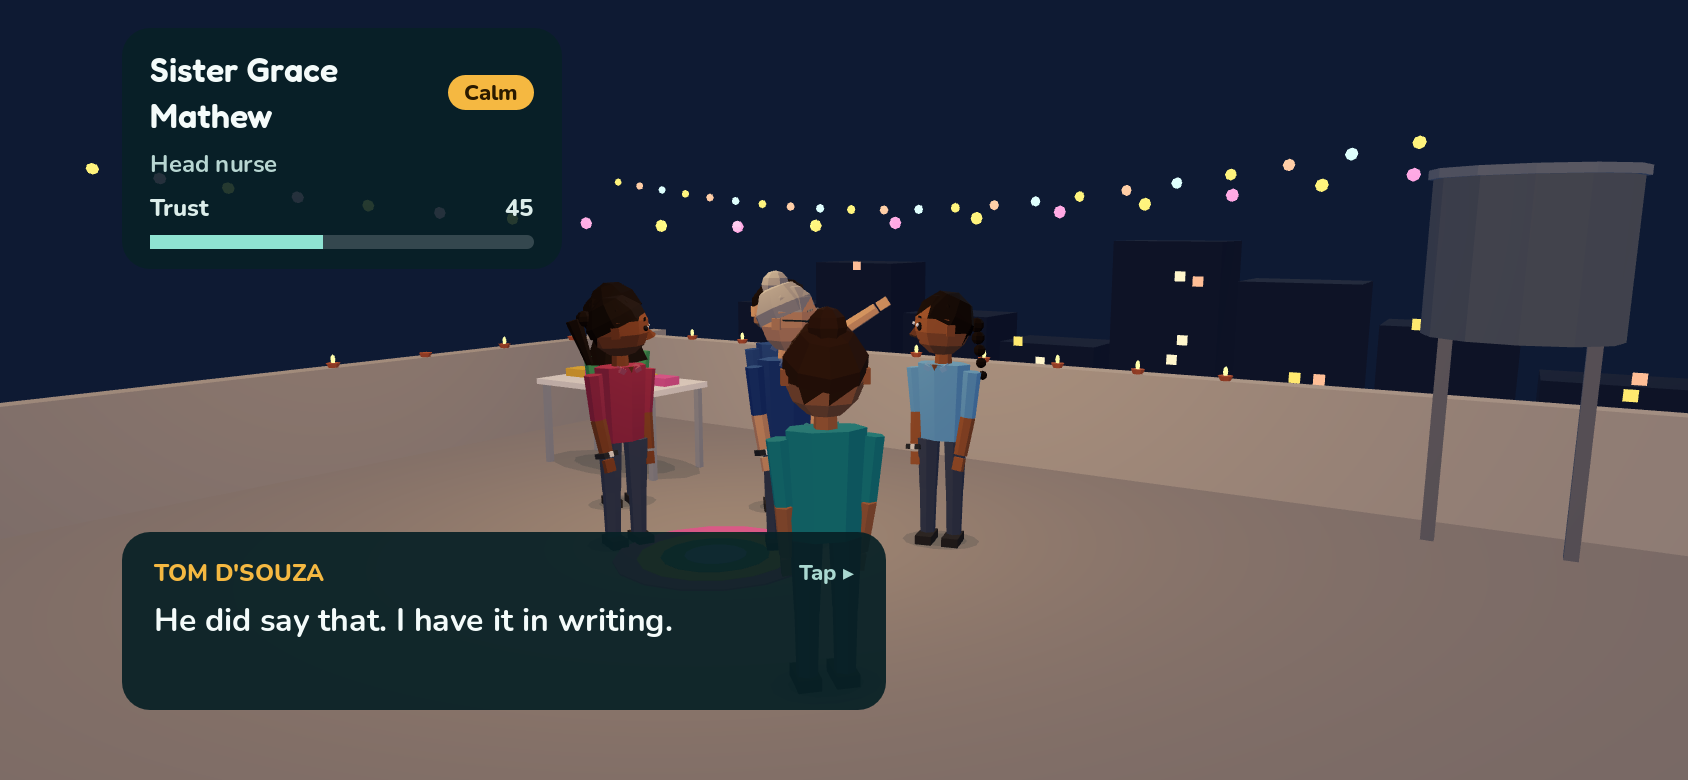 Sister Grace
Mathew
Calm
Head nurse
Trust 45
TOM D'SOUZA
Tap ▸
He did say that. I have it in writing.